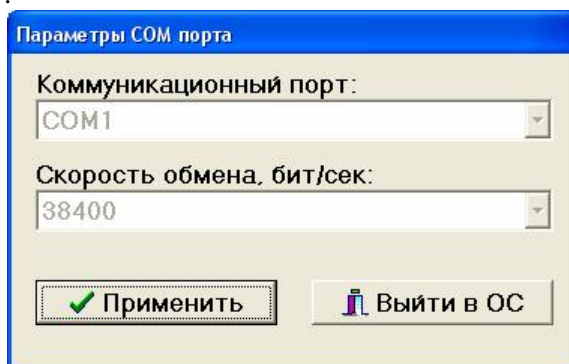 Параметры COM порта
Коммуникационный порт:
COM1
Скорость обмена, бит/сек:
38400
Применить
Выйти в ОС